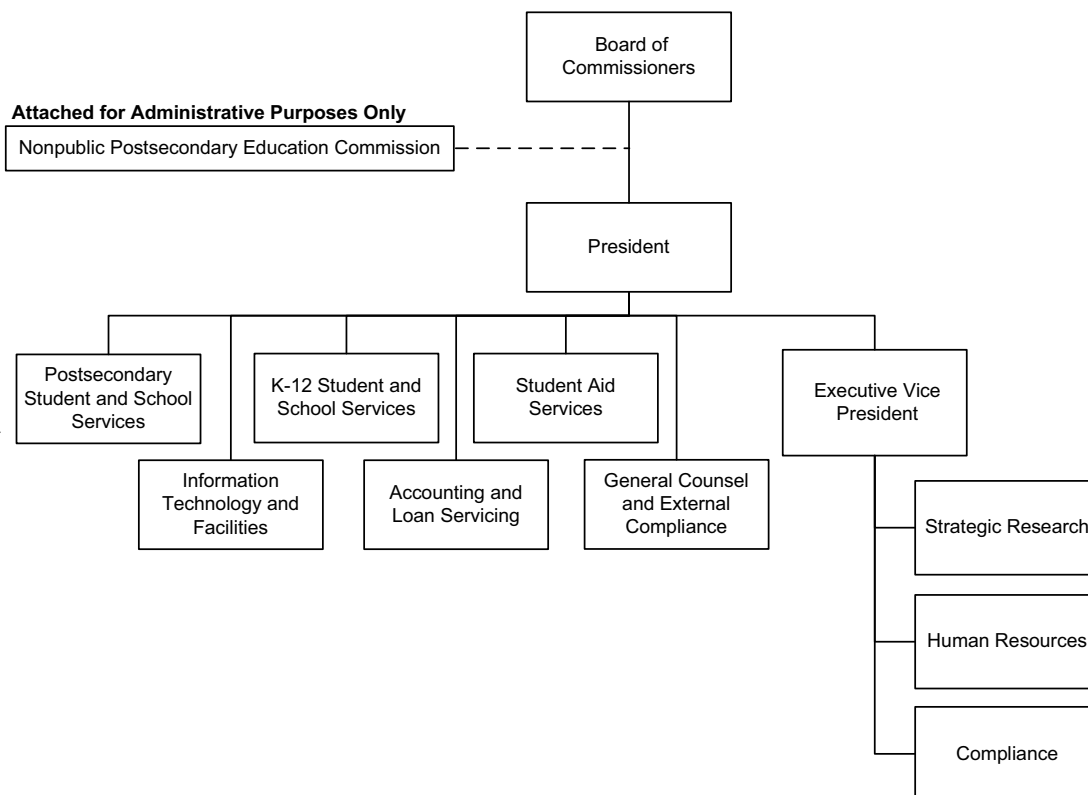 Board of
Commissioners
Attached for Administrative Purposes Only
Nonpublic Postsecondary Education Commission
President
Postsecondary
Student and School
Services
K-12 Student and
School Services
Student Aid
Services
Executive Vice
President
Information
Technology and
Facilities
Accounting and
Loan Servicing
General Counsel
and External
Compliance
Strategic Research
Human Resources
Compliance